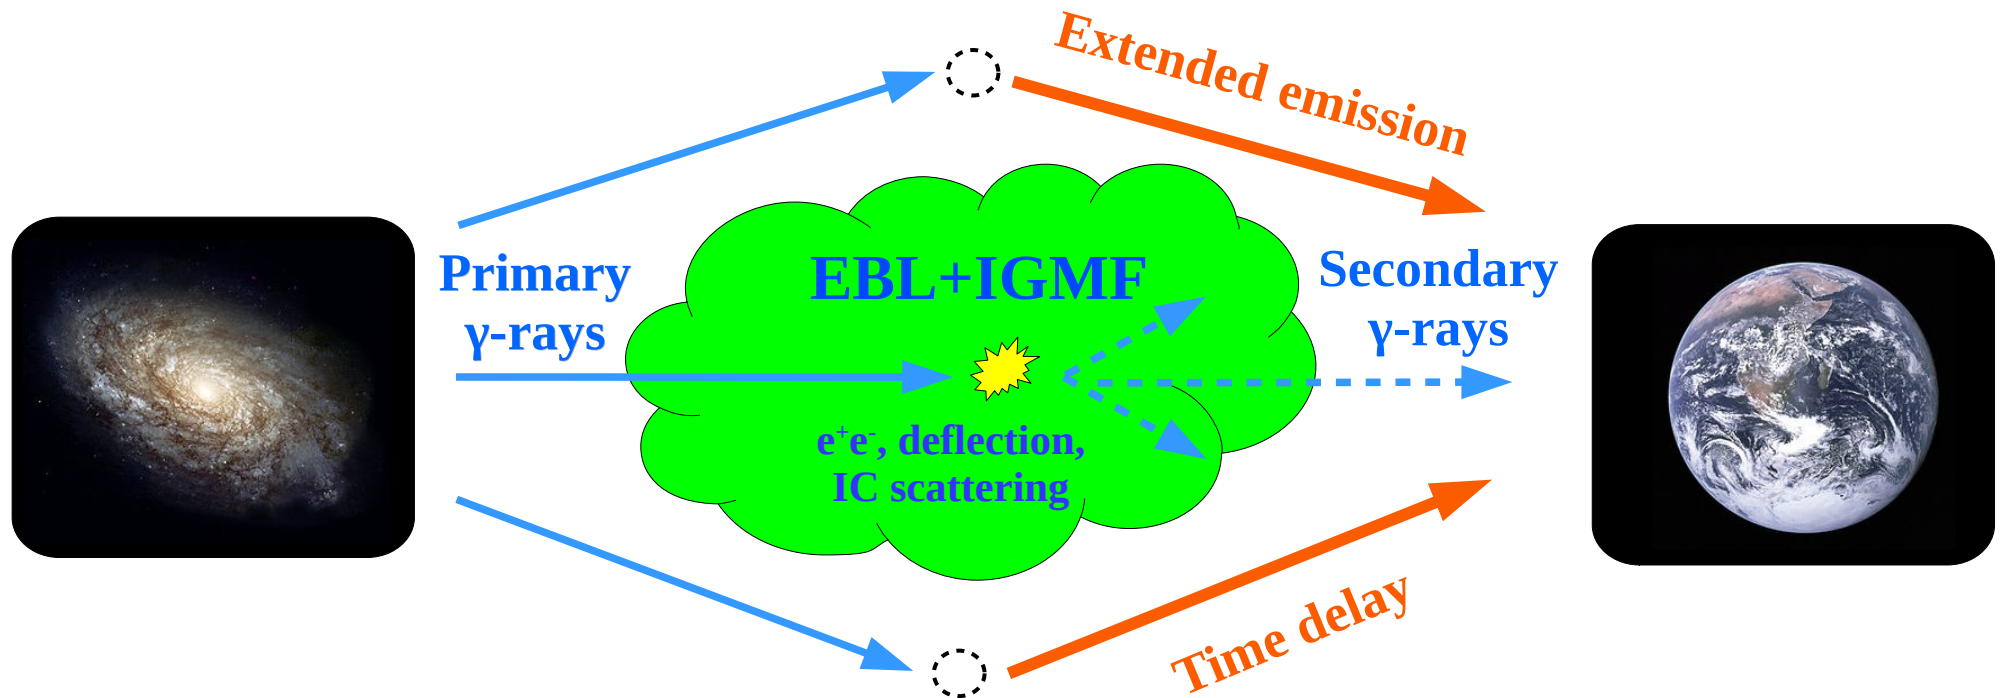 Extended emission
Primary
γ-rays
EBL+IGMF
Secondary
γ-rays
e⁺e⁻, deflection,
IC scattering
Time delay